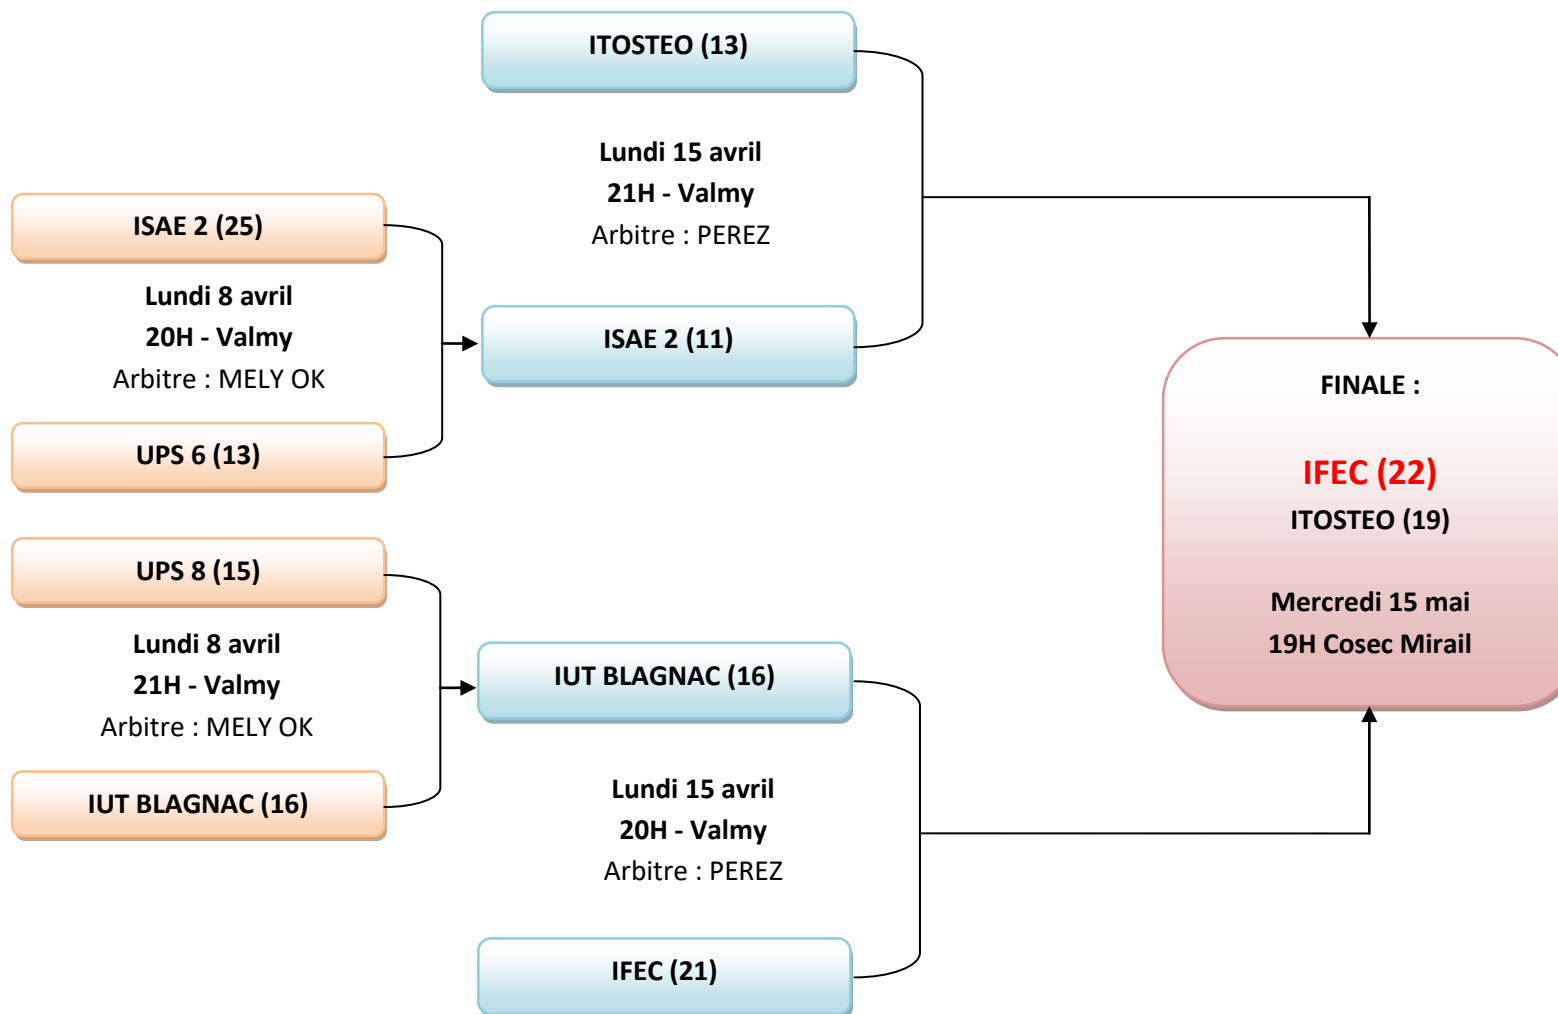 ITOSTEO (13)
Lundi 15 avril
21H - Valmy
Arbitre : PEREZ
ISAE 2 (25)
Lundi 8 avril
20H - Valmy
Arbitre : MELY OK
ISAE 2 (11)
UPS 6 (13)
FINALE :
IFEC (22)
ITOSTEO (19)
Mercredi 15 mai
19H Cosec Mirail
UPS 8 (15)
Lundi 8 avril
21H - Valmy
Arbitre : MELY OK
IUT BLAGNAC (16)
IUT BLAGNAC (16)
Lundi 15 avril
20H - Valmy
Arbitre : PEREZ
IFEC (21)